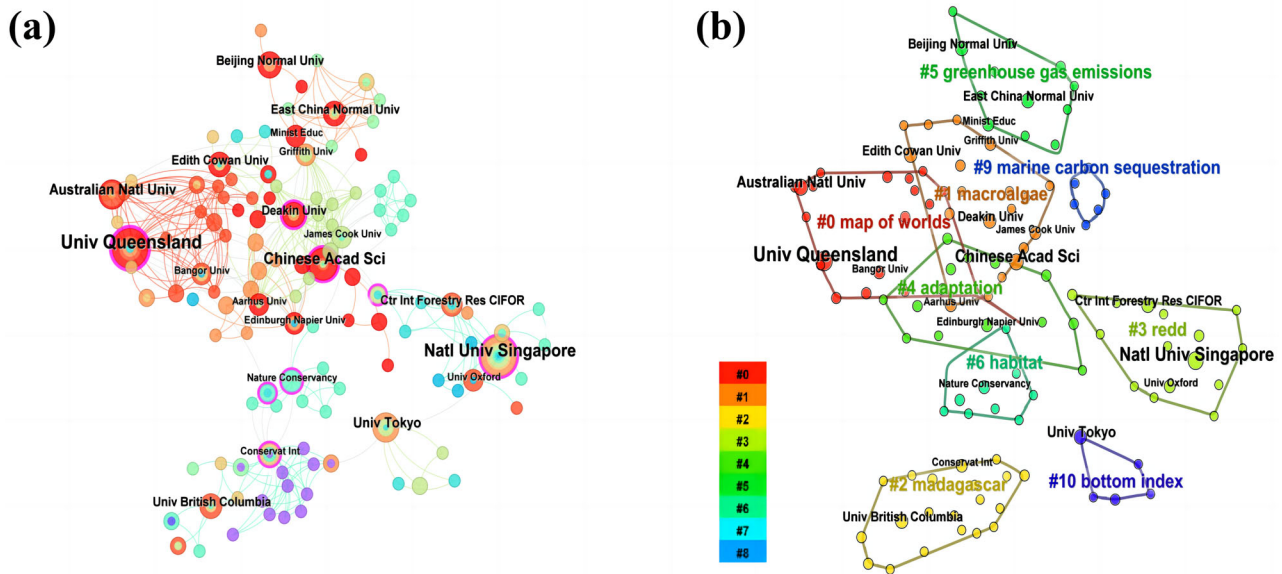 (a)
Beijing Normal Univ
East China Normal Univ
Minist Educ
Griffith Univ
Edith Cowan Univ
Australian Natl Univ
Deakin Univ
James Cook Univ
Univ Queensland
Chinese Acad Sci
Bangor Univ
Aarhus Univ
Ctr Int Forestry Res CIFOR
Edinburgh Napier Univ
Natl Univ Singapore
Nature Conservancy
Univ Oxford
Univ Tokyo
Conservat Int
Univ British Columbia
(b)
Beijing Normal Univ
#5 greenhouse gas emissions
East China Normal Univ
Minist Educ
Griffith Univ
Edith Cowan Univ
#9 marine carbon sequestration
Australian Natl Univ
#1 macroalgae
Deakin Univ
#0 map of worlds
James Cook Univ
Univ Queensland
Chinese Acad Sci
Bangor Univ
#4 adaptation
Aarhus Univ
Ctr Int Forestry Res CIFOR
Edinburgh Napier Univ
#3 redd
Natl Univ Singapore
#6 habitat
Nature Conservancy
Univ Oxford
Univ Tokyo
Conservat Int
#10 bottom index
#2 madagascar
Univ British Columbia
#0
#1
#2
#3
#4
#5
#6
#7
#8